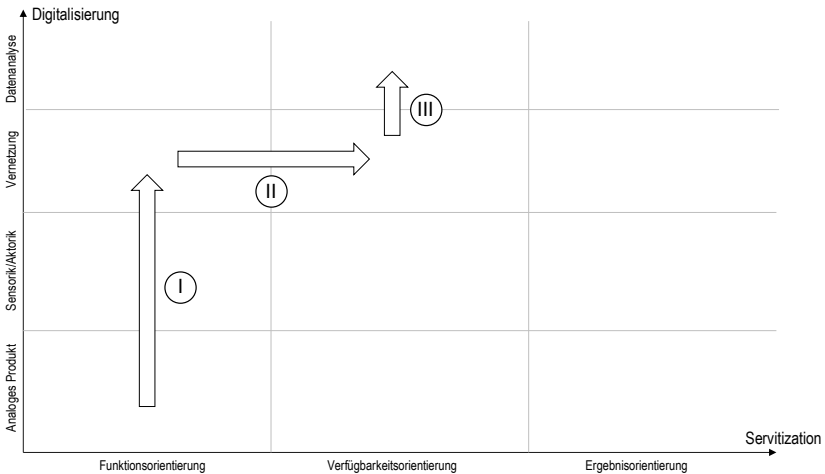 Digitalisierung
Datenanalyse
Vernetzung
Sensorik/Aktorik
Analoges Produkt
III
II
I
Servitization
Funktionsorientierung
Verfügbarkeitsorientierung
Ergebnisorientierung